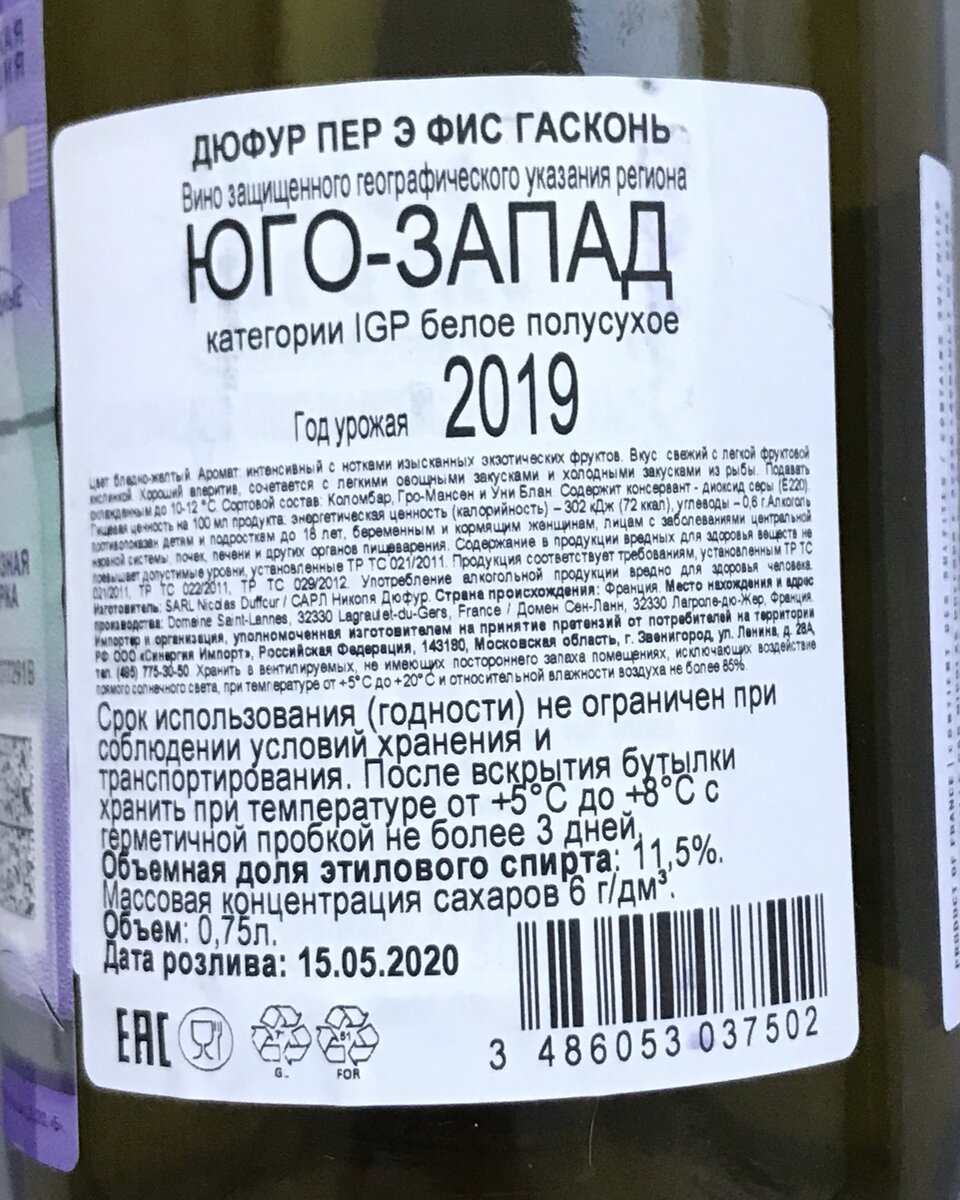 ДЮФУР ПЕР Э ФИС ГАСКОНЬ
Вино защищенного географического указания региона
ЮГО-ЗАПАД
категории IGP белое полусухое
Год урожая 2019
Цвет бледно-желтый. Аромат: интенсивный с нотками изысканных экзотических фруктов. Вкус: свежий с легкой фруктовой
кислинкой. Хороший аперитив, сочетается с легкими овощными закусками и холодными закусками из рыбы. Подавать
охлажденным до 10-12 °С. Сортовой состав: Коломбар, Гро-Мансен и Уни Блан. Содержит консервант - диоксид серы (Е220).
Пищевая ценность на 100 мл продукта: энергетическая ценность (калорийность) – 302 кДж (72 ккал), углеводы – 0,6 г.Алкоголь
противопоказан детям и подросткам до 18 лет, беременным и кормящим женщинам, лицам с заболеваниями центральной
нервной системы, почек, печени и других органов пищеварения. Содержание в продукции вредных для здоровья веществ не
превышает допустимые уровни, установленные ТР ТС 021/2011. Продукция соответствует требованиям, установленным ТР ТС
021/2011, ТР ТС 022/2011, ТР ТС 029/2012. Употребление алкогольной продукции вредно для здоровья человека.
Изготовитель: SARL Nicolas Duffour / САРЛ Николя Дюфур. Страна происхождения: Франция. Место нахождения и адрес
производства: Domaine Saint-Lannes, 32330 Lagraulet-du-Gers, France / Домен Сен-Ланн, 32330 Лагроле-дю-Жер, Франция.
Импортер и организация, уполномоченная изготовителем на принятие претензий от потребителей на территории
РФ ООО «Синергия Импорт», Российская Федерация, 143180, Московская область, г. Звенигород, ул. Ленина, д. 28А,
тел. (495) 775-30-50. Хранить в вентилируемых, не имеющих постороннего запаха помещениях, исключающих воздействие
прямого солнечного света, при температуре от +5°С до +20°С и относительной влажности воздуха не более 85%.
Срок использования (годности) не ограничен при
соблюдении условий хранения и
транспортирования. После вскрытия бутылки
хранить при температуре от +5°С до +8°С с
герметичной пробкой не более 3 дней.
Объемная доля этилового спирта: 11,5%.
Массовая концентрация сахаров 6 г/дм³.
Объем: 0,75л.
Дата розлива: 15.05.2020
ЕАС
FOR
3 486053 037502
PRODUCT OF FRANCE